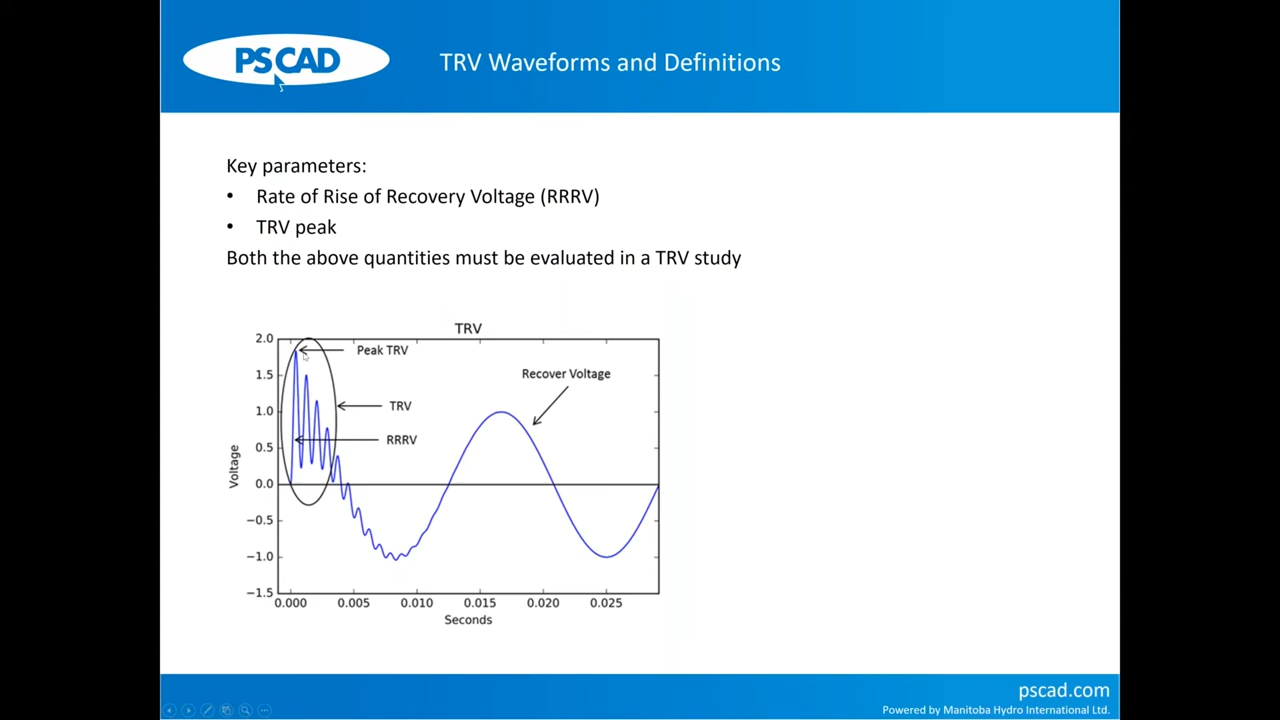 PSCAD
TRV Waveforms and Definitions
Key parameters:
• Rate of Rise of Recovery Voltage (RRRV)
• TRV peak
Both the above quantities must be evaluated in a TRV study
TRV
2.0
1.5
1.0
0.5
0.0
−0.5
−1.0
−1.5
Voltage
Peak TRV
TRV
RRRV
Recover Voltage
0.000 0.005 0.010 0.015 0.020 0.025
Seconds
pscad.com
Powered by Manitoba Hydro International Ltd.